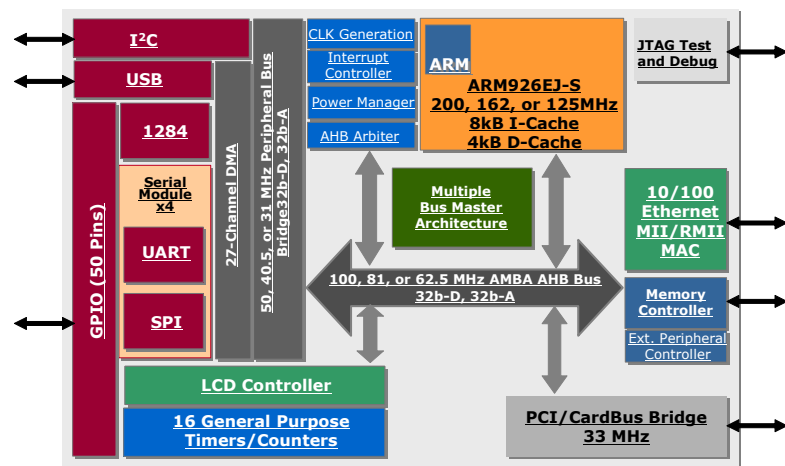 I²C
USB
1284
Serial
Module
x4
UART
SPI
GPIO (50 Pins)
27-Channel DMA
50, 40.5, or 31 MHz Peripheral Bus
Bridge32b-D, 32b-A
CLK Generation
Interrupt
Controller
Power Manager
AHB Arbiter
ARM
ARM926EJ-S
200, 162, or 125MHz
8kB I-Cache
4kB D-Cache
JTAG Test
and Debug
Multiple
Bus Master
Architecture
10/100
Ethernet
MII/RMII
MAC
100, 81, or 62.5 MHz AMBA AHB Bus
32b-D, 32b-A
Memory
Controller
Ext. Peripheral
Controller
LCD Controller
16 General Purpose
Timers/Counters
PCI/CardBus Bridge
33 MHz